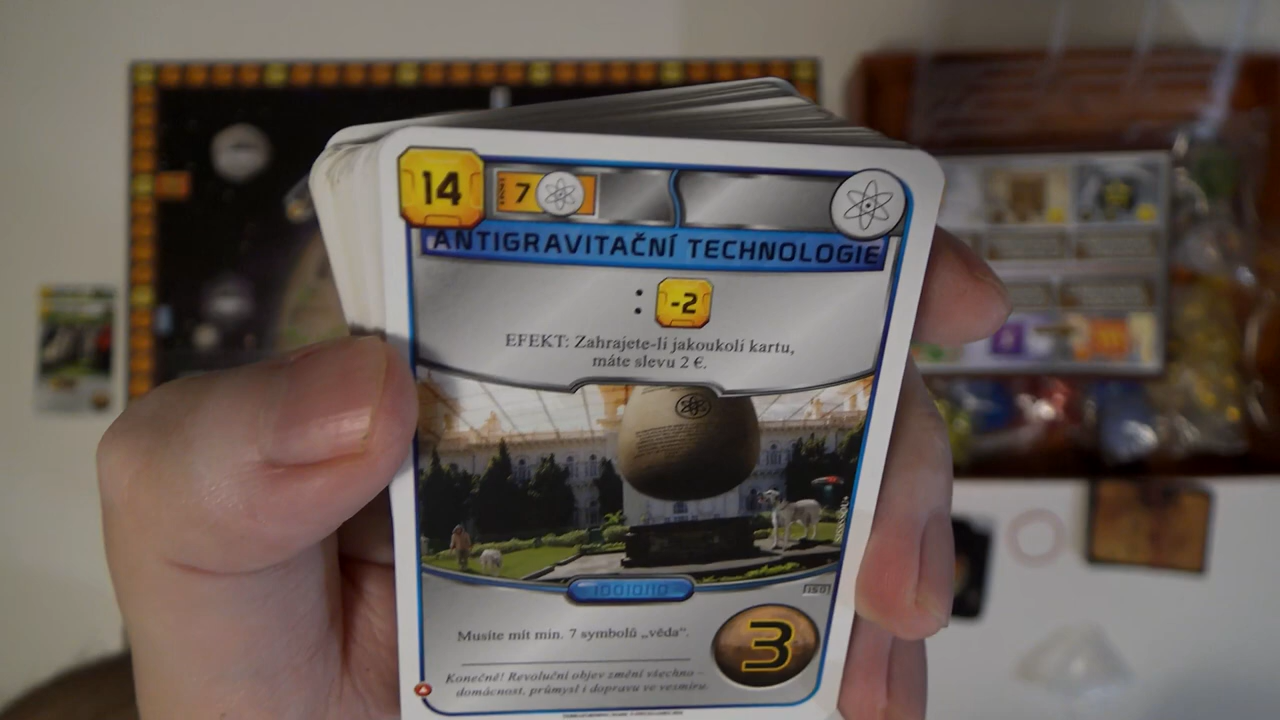 14
7
ANTIGRAVITAČNÍ TECHNOLOGIE
: -2
EFEKT: Zahrajete-li jakoukoli kartu,
máte slevu 2 €.
Musíte mít min. 7 symbolů „věda“.
3
Konečně! Revoluční objev změní všechno –
domácnost, průmysl i dopravu ve vesmíru.